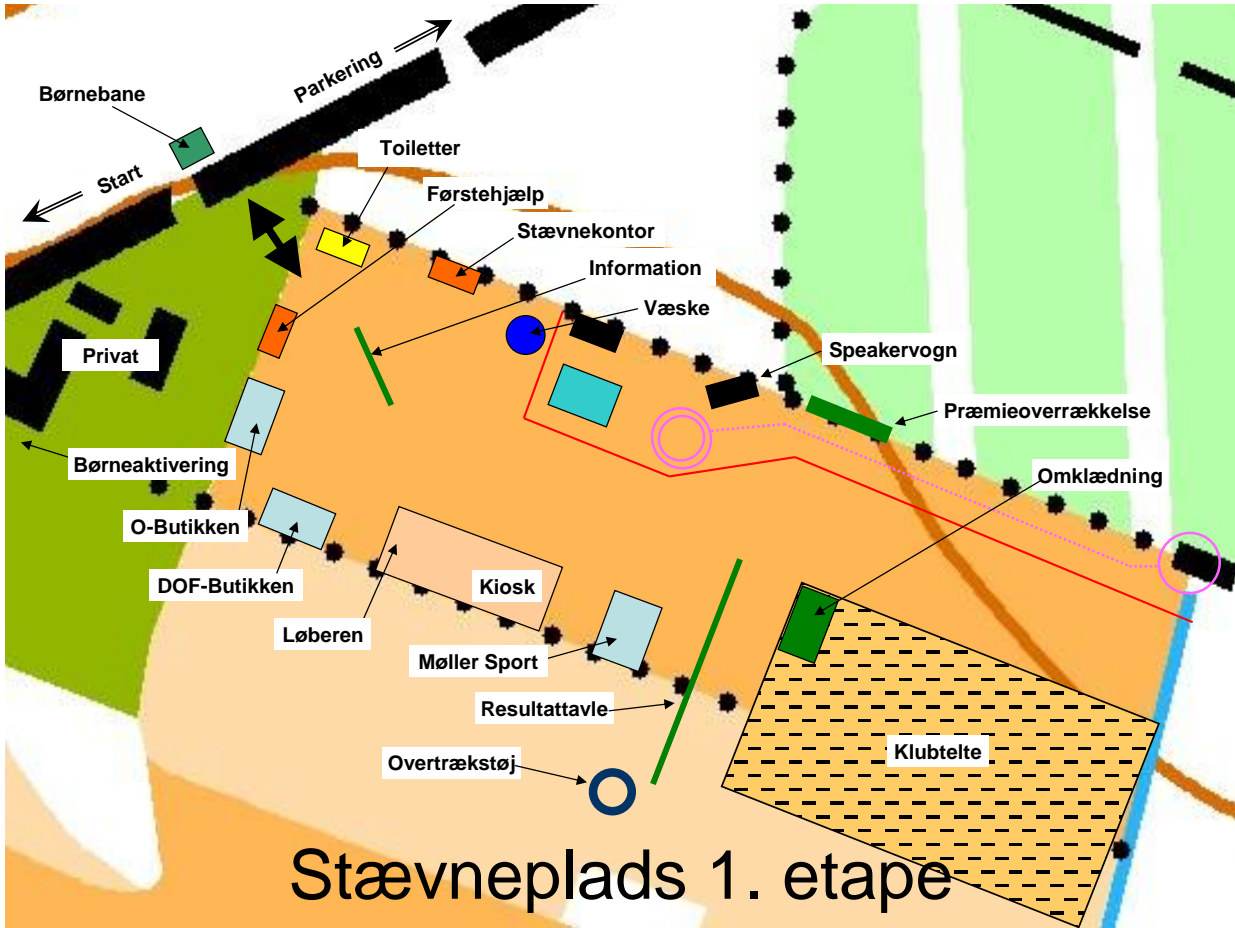 Parkering
Børnebane
Start
Toiletter
Førstehjælp
Stævnekontor
Information
Væske
Privat
Speakervogn
Præmieoverrækkelse
Børneaktivering
Omklædning
O-Butikken
DOF-Butikken
Kiosk
Løberen
Møller Sport
Resultattavle
Klubtelte
Overtrækstøj
Stævneplads 1. etape